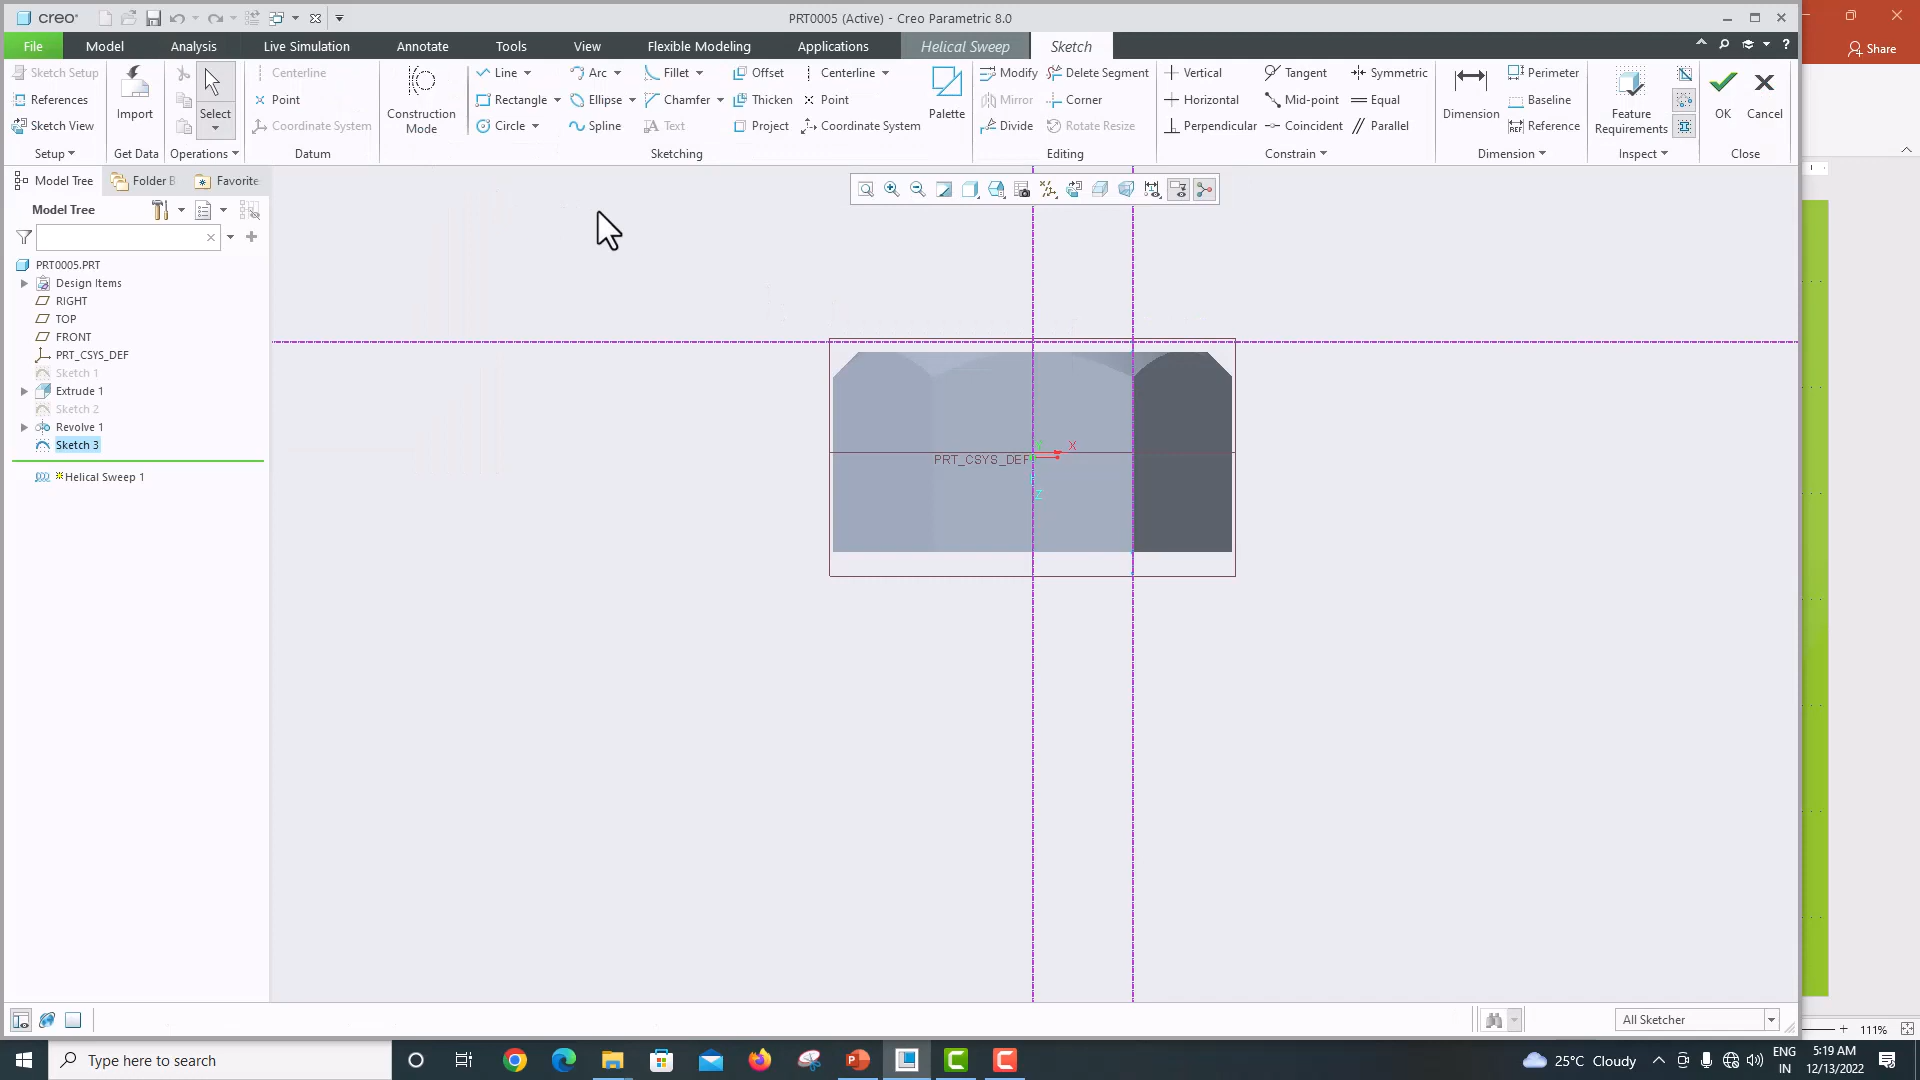 creo
PRT0005 (Active) - Creo Parametric 8.0
File Model Analysis Live Simulation Annotate Tools View Flexible Modeling Applications Helical Sweep Sketch
Share
Sketch Setup
References
Sketch View
Setup
Import
Get Data
Select
Operations
Centerline
Point
Coordinate System
Datum
Construction Mode
Line Arc Fillet Offset Centerline
Rectangle Ellipse Chamfer Thicken Point
Circle Spline Text Project Coordinate System
Palette
Sketching
Modify Delete Segment
Mirror Corner
Divide Rotate Resize
Editing
Vertical Tangent Symmetric
Horizontal Mid-point Equal
Perpendicular Coincident Parallel
Constrain
Dimension
Perimeter
Baseline
REF Reference
Dimension
Feature Requirements
Inspect
OK Cancel
Close
Model Tree Folder B Favorite
Model Tree
PRT0005.PRT
Design Items
RIGHT
TOP
FRONT
PRT_CSYS_DEF
Sketch 1
Extrude 1
Sketch 2
Revolve 1
Sketch 3
Helical Sweep 1
X
PRT_CSYS_DEF
Z
All Sketcher
111%
Type here to search
25°C Cloudy
ENG
IN
5:19 AM
12/13/2022